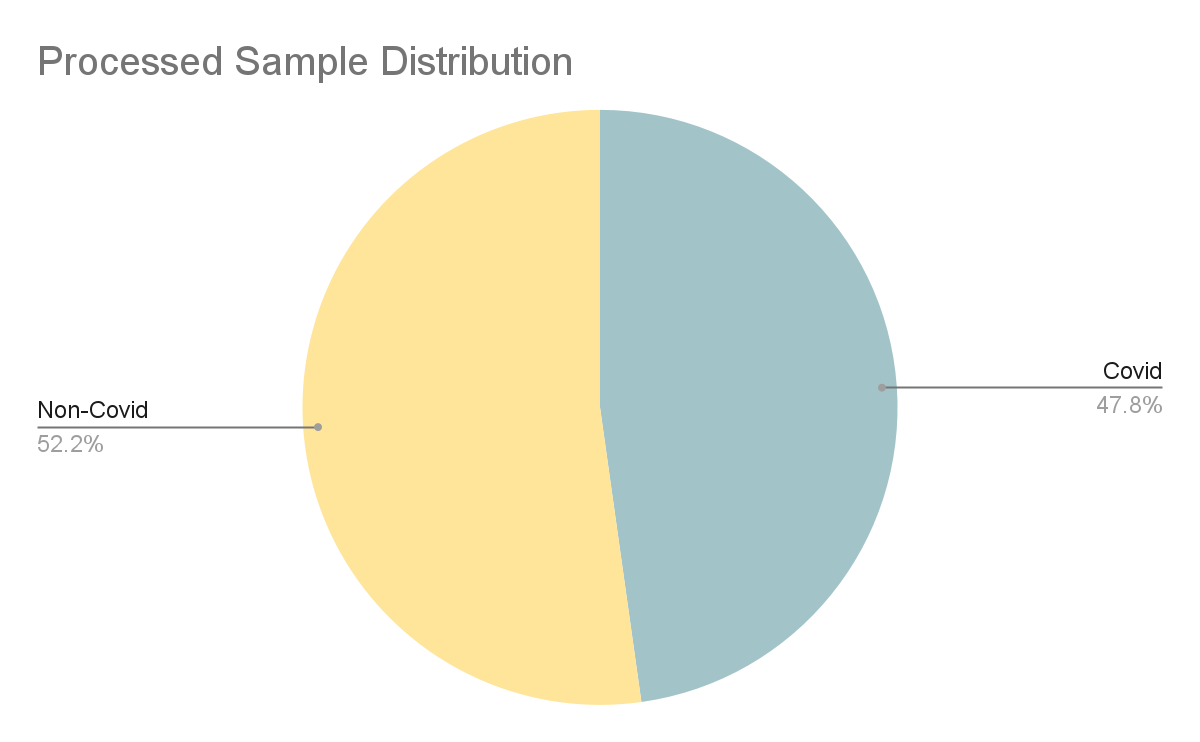 Processed Sample Distribution
Covid
47.8%
Non-Covid
52.2%